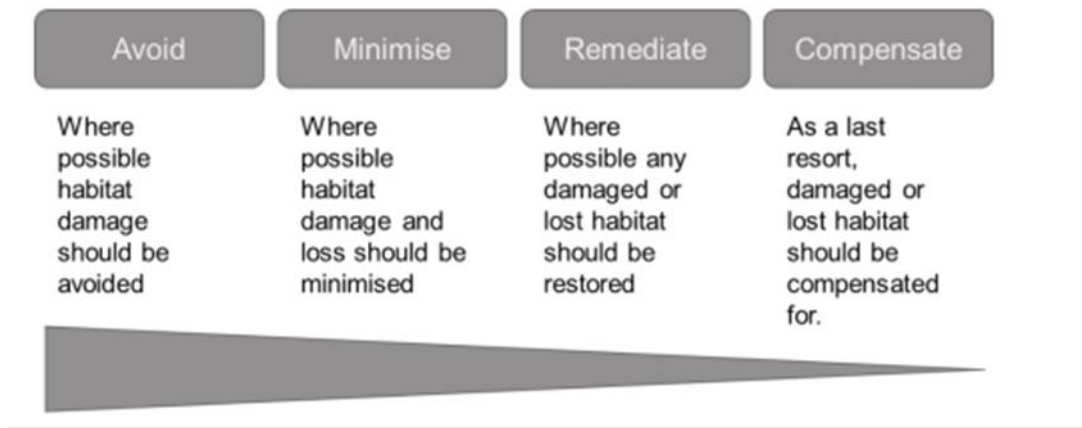 Avoid
Minimise
Remediate
Compensate
Where
possible
habitat
damage
should be
avoided
Where
possible
habitat
damage and
loss should be
minimised
Where
possible any
damaged or
lost habitat
should be
restored
As a last
resort,
damaged or
lost habitat
should be
compensated
for.